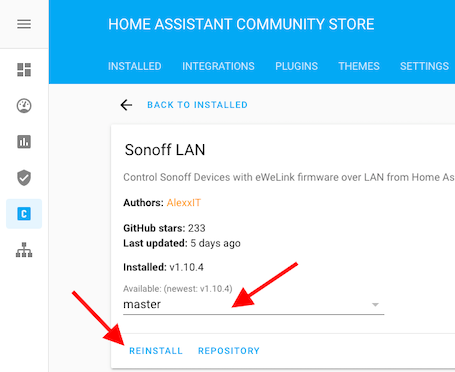 HOME ASSISTANT COMMUNITY STORE
INSTALLED INTEGRATIONS PLUGINS THEMES SETTINGS
BACK TO INSTALLED
Sonoff LAN
Control Sonoff Devices with eWeLink firmware over LAN from Home As
Authors: AlexxIT
GitHub stars: 233
Last updated: 5 days ago
Installed: v1.10.4
Available: (newest: v1.10.4)
master
REINSTALL REPOSITORY
C